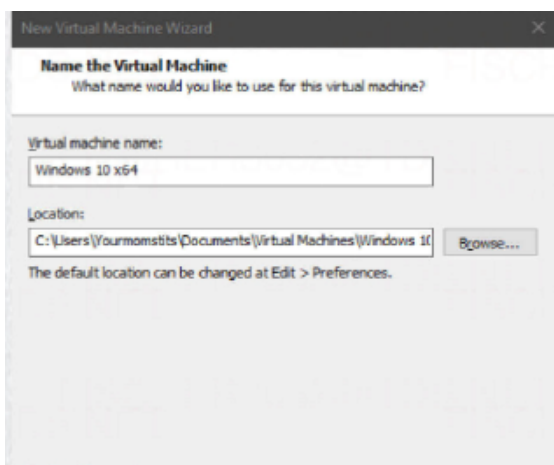 New Virtual Machine Wizard
Name the Virtual Machine
What name would you like to use for this virtual machine?
Virtual machine name:
Windows 10 x64
Location:
C:\Users\Yourmomstits\Documents\Virtual Machines\Windows 10
Browse...
The default location can be changed at Edit > Preferences.